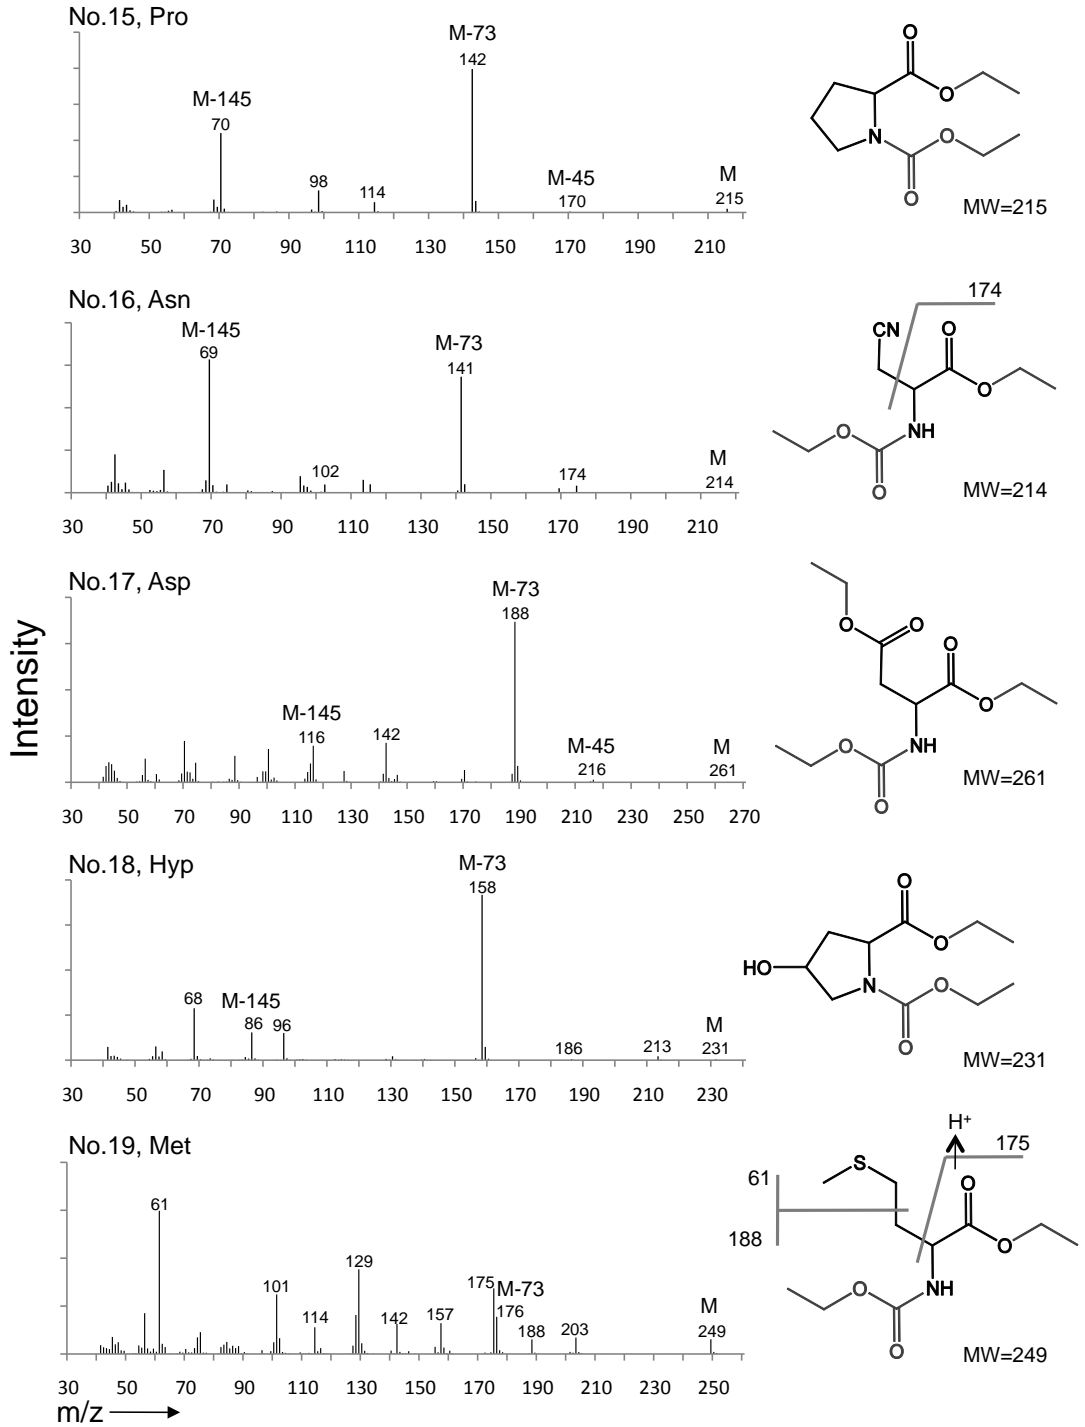 No.15, Pro
M-73
142
M-145
70
98
114
M-45
170
M
215
30 50 70 90 110 130 150 170 190 210
O
O
N
O
O
MW=215
No.16, Asn
M-145
69
M-73
141
102
174
M
214
30 50 70 90 110 130 150 170 190 210
174
CN
O
O
O
NH
O
MW=214
Intensity
No.17, Asp
M-73
188
M-145
116
142
M-45
216
M
261
30 50 70 90 110 130 150 170 190 210 230 250 270
O
O
O
O
O
NH
O
MW=261
No.18, Hyp
M-73
158
68
M-145
86
96
186
213
M
231
30 50 70 90 110 130 150 170 190 210 230
O
HO
O
N
O
O
MW=231
No.19, Met
61
101
114
129
142
157
175
M-73
176
188
203
M
249
30 50 70 90 110 130 150 170 190 210 230 250
m/z
H+
175
S
61
O
188
O
O
NH
O
MW=249